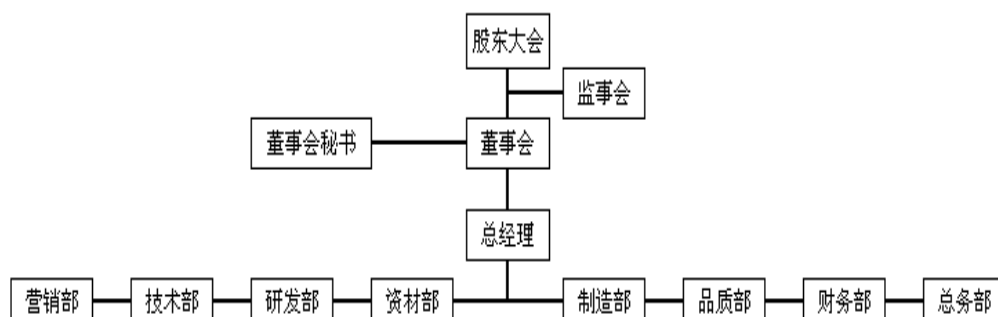 股东大会
监事会
董事会秘书
董事会
总经理
营销部
技术部
研发部
资材部
制造部
品质部
财务部
总务部